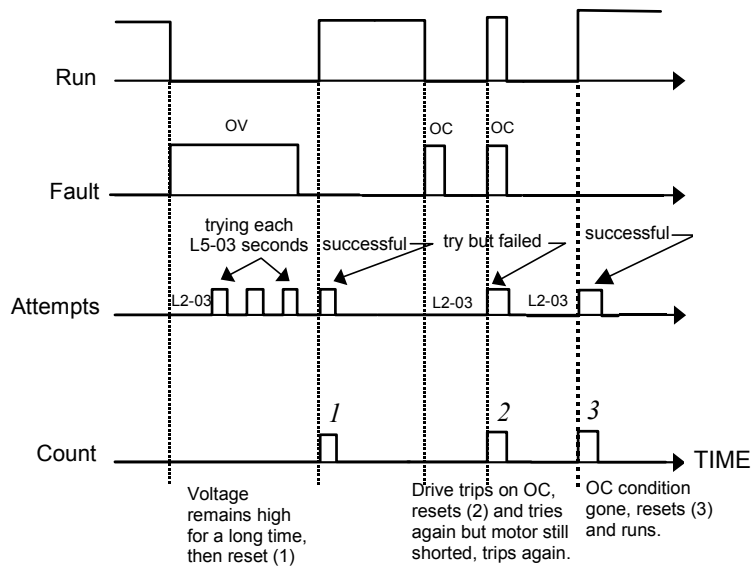 Run
OV
OC
OC
Fault
trying each
L5-03 seconds
successful
try but failed
successful
L2-03
L2-03
L2-03
Attempts
1
2
3
Count
TIME
Voltage
remains high
for a long time,
then reset (1)
Drive trips on OC,
resets (2) and tries
again but motor still
shorted, trips again.
OC condition
gone, resets (3)
and runs.